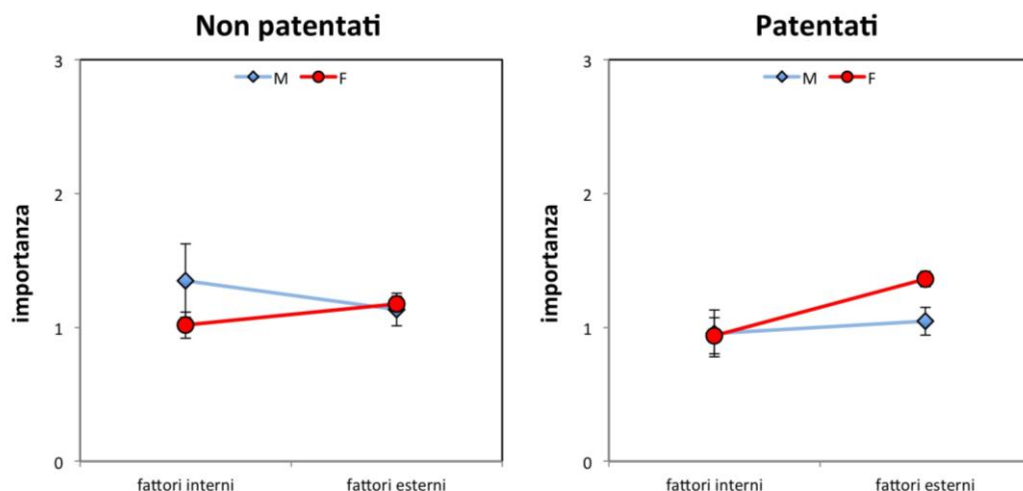 Non patentati
3
M F
2
1
0
importanza
fattori interni fattori esterni
Patentati
3
M F
2
1
0
importanza
fattori interni fattori esterni